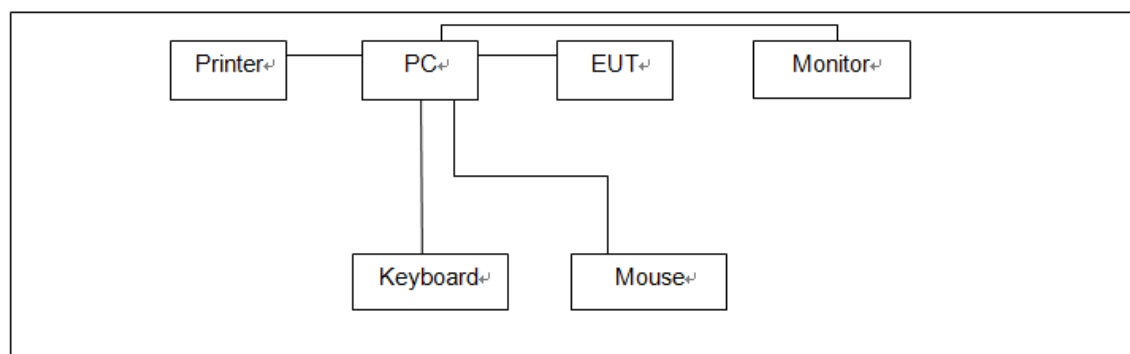 Printer
PC
EUT
Monitor
Keyboard
Mouse